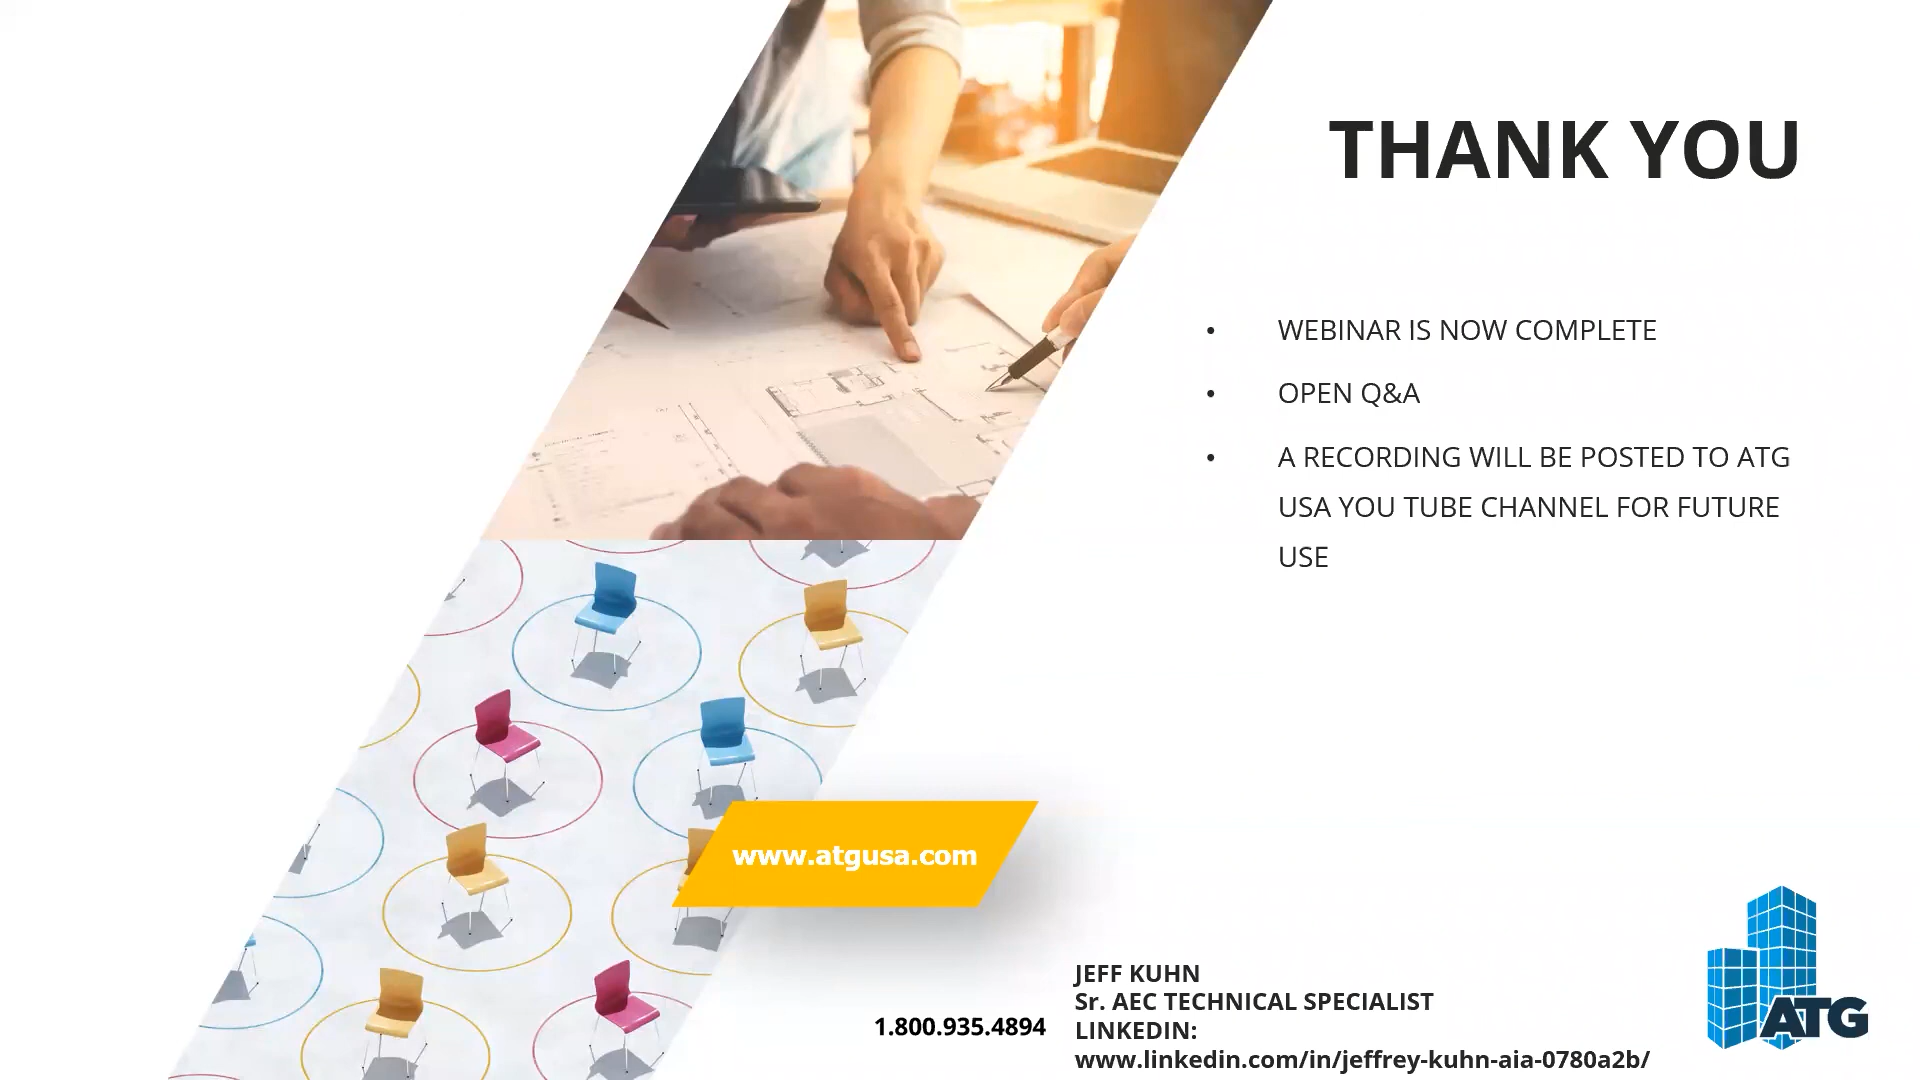 THANK YOU
• WEBINAR IS NOW COMPLETE
• OPEN Q&A
• A RECORDING WILL BE POSTED TO ATG
USA YOU TUBE CHANNEL FOR FUTURE
USE
www.atgusa.com
1.800.935.4894
JEFF KUHN
Sr. AEC TECHNICAL SPECIALIST
LINKEDIN:
www.linkedin.com/in/jeffrey-kuhn-aia-0780a2b/
ATG